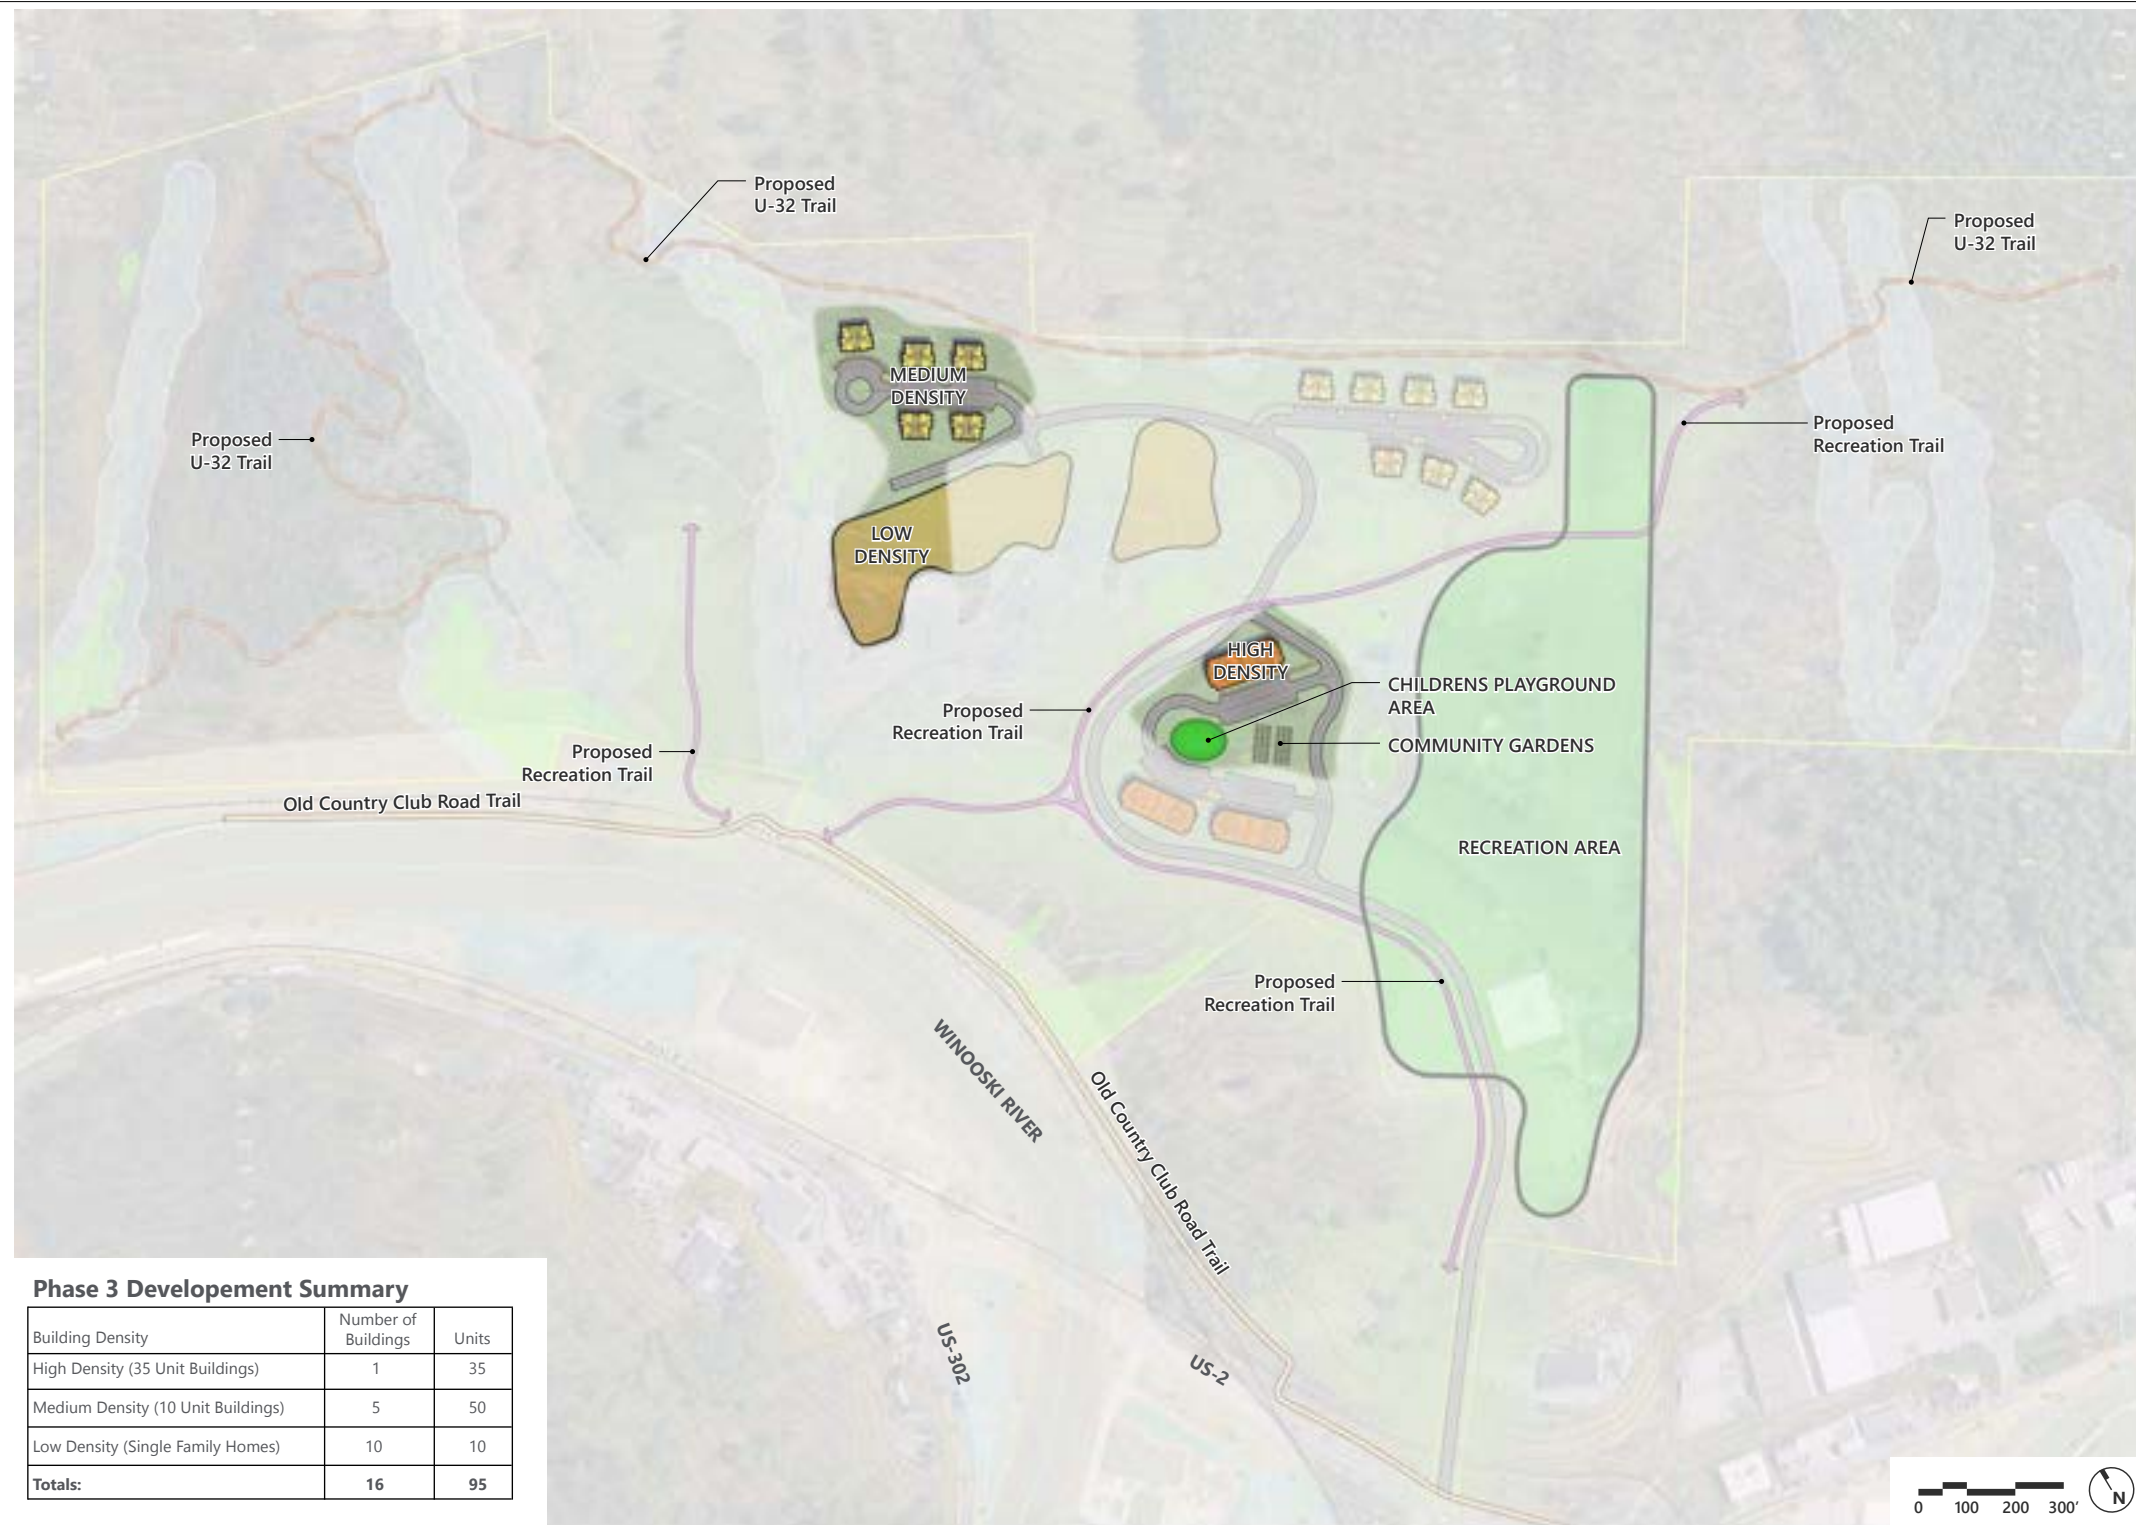 Proposed
U-32 Trail
Proposed
U-32 Trail
Proposed
U-32 Trail
Proposed
Recreation Trail
MEDIUM
DENSITY
LOW
DENSITY
HIGH
DENSITY
CHILDRENS PLAYGROUND
AREA
COMMUNITY GARDENS
Proposed
Recreation Trail
Proposed
Recreation Trail
Old Country Club Road Trail
RECREATION AREA
Proposed
Recreation Trail
WINOOSKI RIVER
Old Country Club Road Trail
US-302
US-2
Phase 3 Developement Summary
Building Density Number of Buildings Units
High Density (35 Unit Buildings) 1 35
Medium Density (10 Unit Buildings) 5 50
Low Density (Single Family Homes) 10 10
Totals: 16 95
0 100 200 300'
N